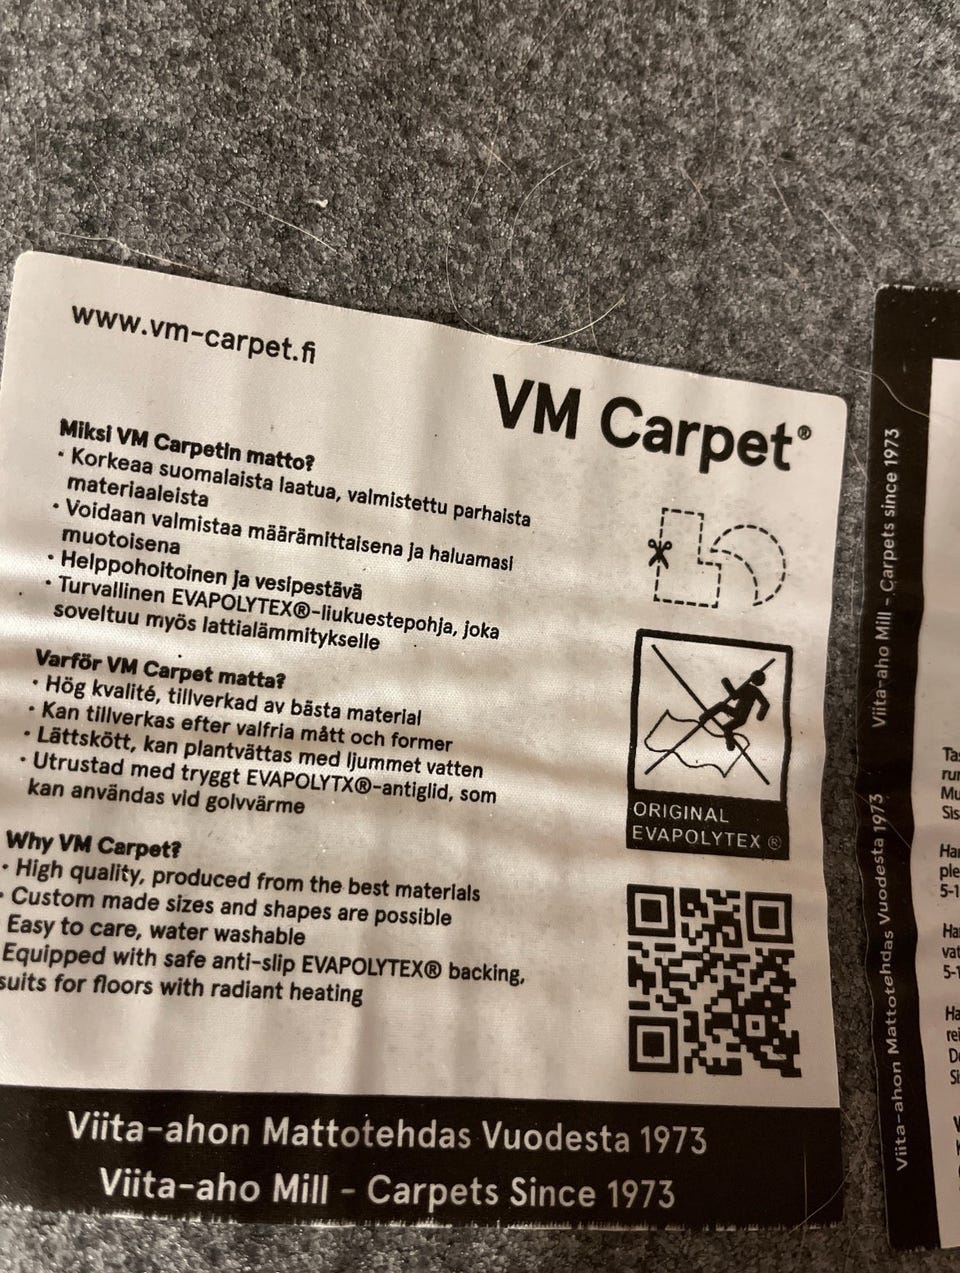 www.vm-carpet.fi
VM Carpet®
Miksi VM Carpetin matto?
· Korkeaa suomalaista laatua, valmistettu parhaista
materiaaleista
· Voidaan valmistaa määrämittaisena ja haluamasi
muotoisena
· Helppohoitoinen ja vesipestävä
· Turvallinen EVAPOLYTEX®-liukuestepohja, joka
soveltuu myös lattialämmitykselle
Varför VM Carpet matta?
· Hög kvalité, tillverkad av bästa material
· Kan tillverkas efter valfria mått och former
· Lättskött, kan plantvättas med ljummet vatten
· Utrustad med tryggt EVAPOLYTX®-antiglid, som
kan användas vid golvvärme
Why VM Carpet?
· High quality, produced from the best materials
· Custom made sizes and shapes are possible
Easy to care, water washable
Equipped with safe anti-slip EVAPOLYTEX® backing,
suits for floors with radiant heating
ORIGINAL
EVAPOLYTEX ®
Viita-ahon Mattotehdas Vuodesta 1973
Viita-aho Mill - Carpets Since 1973
Viita-ahon Mattotehdas Vuodesta 1973
Viita-aho Mill - Carpets since 1973